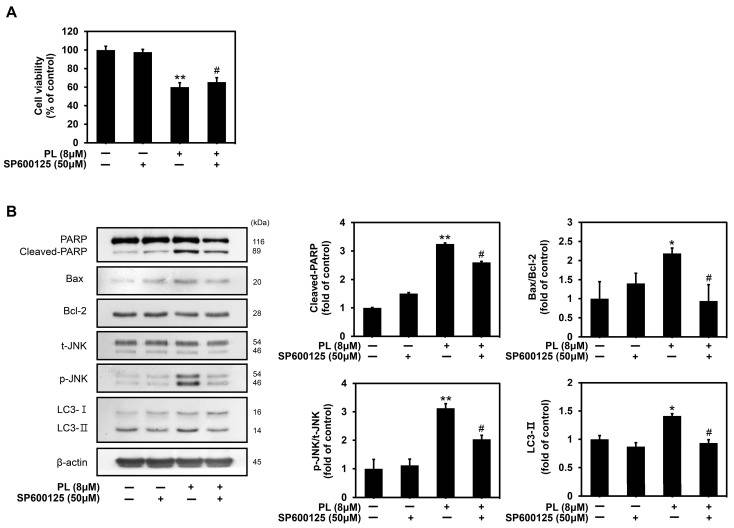 A
Cell viability
(% of control)
120
100
80
60
40
20
0
**
#
PL (8μM) – – + +
SP600125 (50μM) – + – +
B
(kDa)
PARP 116
Cleaved-PARP 89
Bax 20
Bcl-2 28
t-JNK 54
46
p-JNK 54
46
LC3-Ⅰ 16
LC3-Ⅱ 14
β-actin 45
PL (8μM) – – + +
SP600125 (50μM) – + – +
Cleaved-PARP
(fold of control)
4
3
2
1
0
**
#
PL (8μM) – – + +
SP600125 (50μM) – + – +
Bax/Bcl-2
(fold of control)
3
2.5
2
1.5
1
0.5
0
*
#
PL (8μM) – – + +
SP600125 (50μM) – + – +
p-JNK/t-JNK
(fold of control)
4
3
2
1
0
**
#
PL (8μM) – – + +
SP600125 (50μM) – + – +
LC3-Ⅱ
(fold of control)
2
1.5
1
0.5
0
*
#
PL (8μM) – – + +
SP600125 (50μM) – + – +